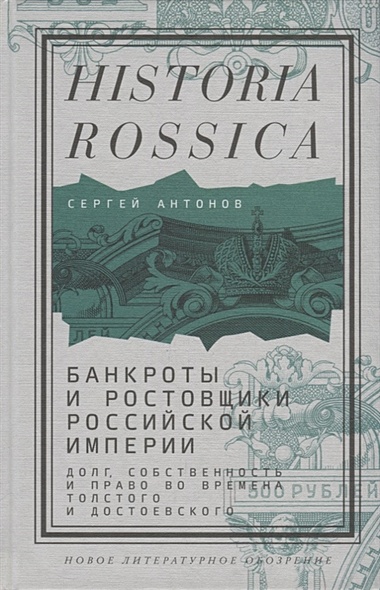 HISTORIA
ROSSICA
СЕРГЕЙ АНТОНОВ
ЛЕЙ
БАНКРОТЫ
И РОСТОВЩИКИ
РОССИЙСКОЙ
ИМПЕРИИ
ДОЛГ, СОБСТВЕННОСТЬ
И ПРАВО ВО ВРЕМЕНА
ТОЛСТОГО
И ДОСТОЕВСКОГО
500 РУБЛЕЙ
НОВОЕ ЛИТЕРАТУРНОЕ ОБОЗРЕНИЕ